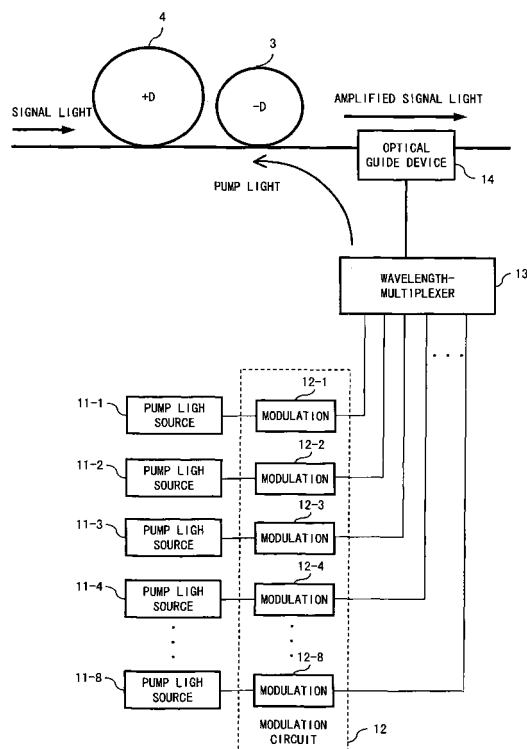 4
3
+D
-D
SIGNAL LIGHT
AMPLIFIED SIGNAL LIGHT
OPTICAL
GUIDE DEVICE
14
PUMP LIGHT
WAVELENGTH-
MULTIPLEXER
13
. . .
12-1
11-1
PUMP LIGH
SOURCE
MODULATION
12-2
11-2
PUMP LIGH
SOURCE
MODULATION
12-3
11-3
PUMP LIGH
SOURCE
MODULATION
12-4
11-4
PUMP LIGH
SOURCE
MODULATION
12-8
11-8
PUMP LIGH
SOURCE
MODULATION
MODULATION
CIRCUIT
12